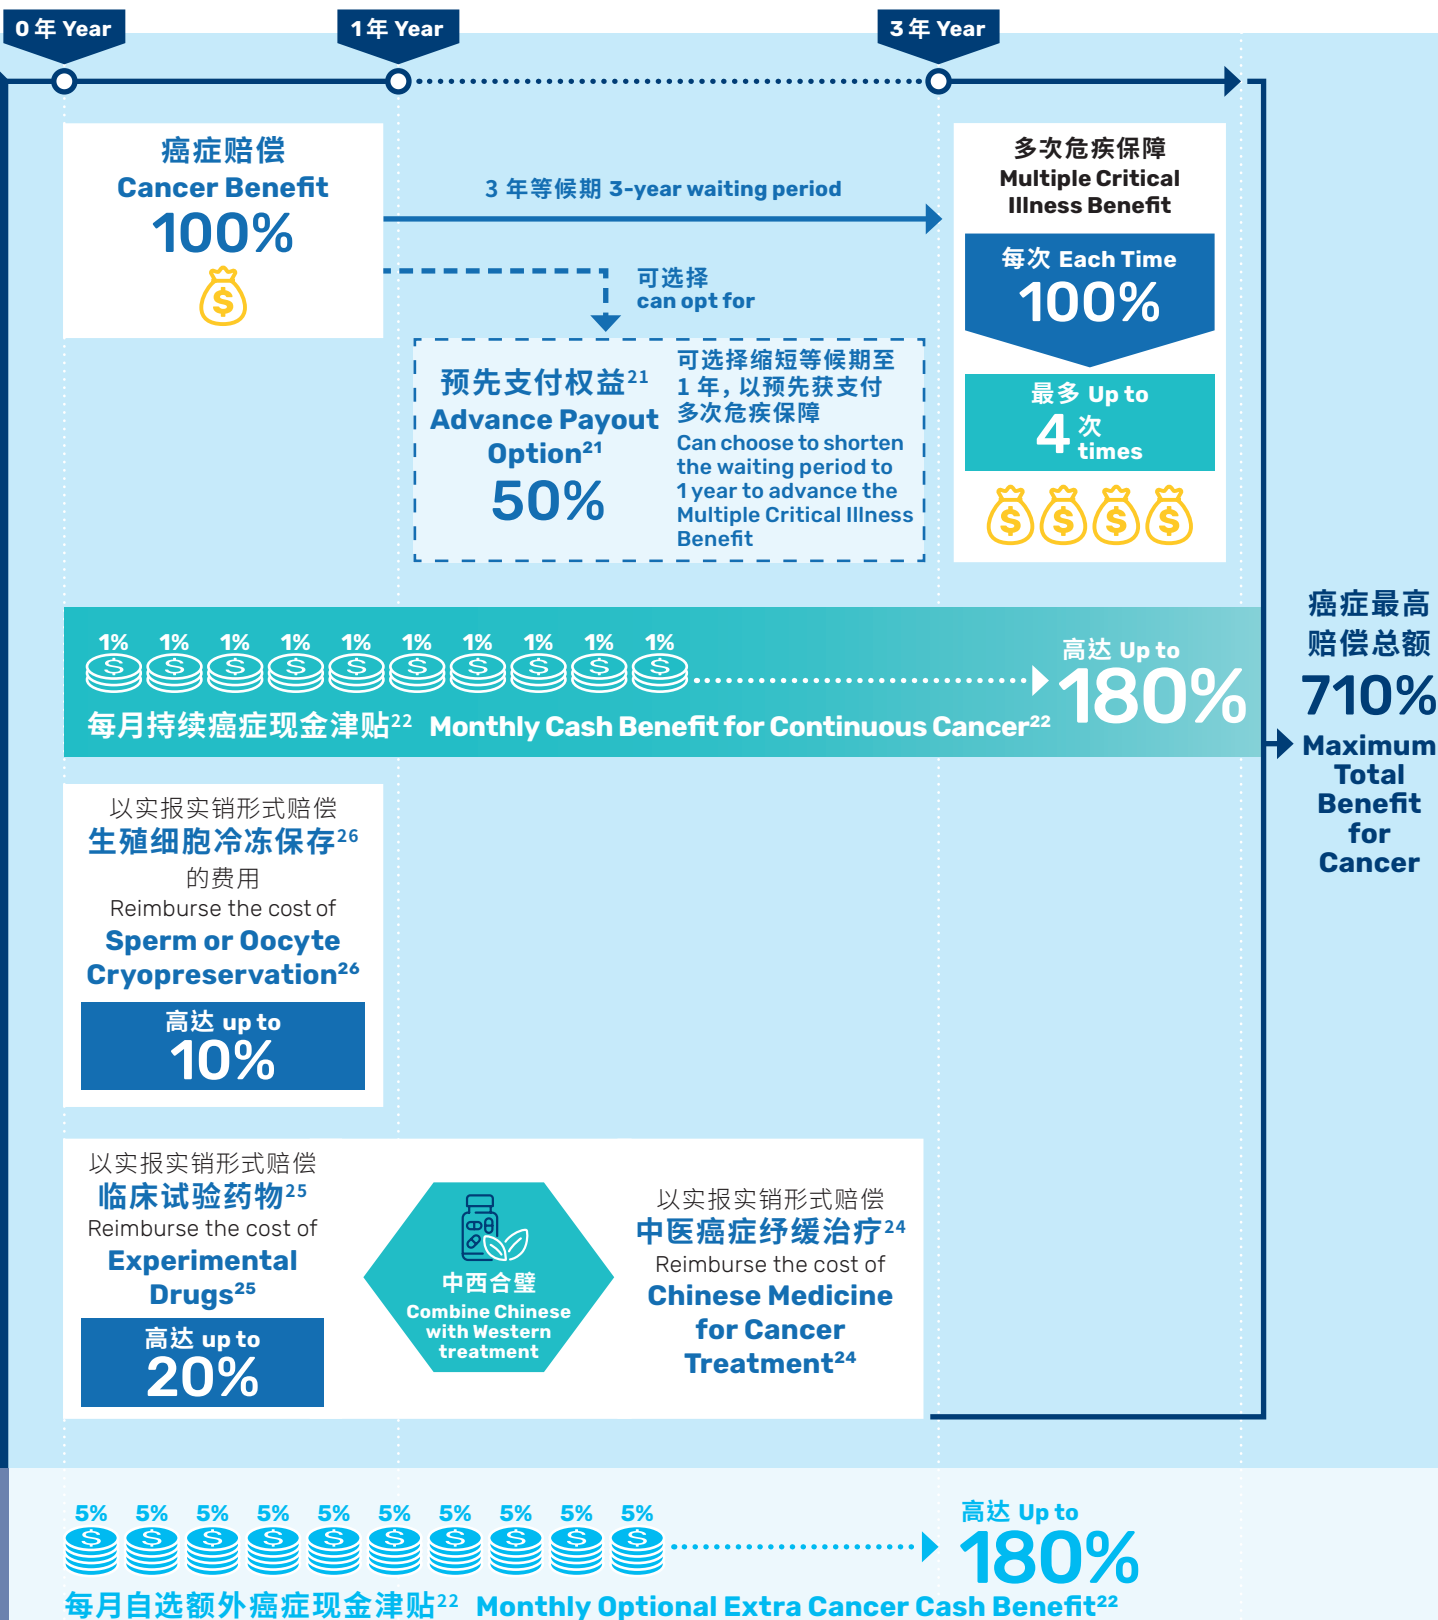 0 年 Year
1 年 Year
3 年 Year
癌症赔偿
Cancer Benefit
100%
3 年等候期 3-year waiting period
可选择
can opt for
预先支付权益21
Advance Payout
Option21
50%
可选择缩短等候期至
1 年，以预先获支付
多次危疾保障
Can choose to shorten
the waiting period to
1 year to advance the
Multiple Critical Illness
Benefit
多次危疾保障
Multiple Critical
Illness Benefit
每次 Each Time
100%
最多 Up to
4 次
times
1% 1% 1% 1% 1% 1% 1% 1% 1% 1%
高达 Up to
180%
每月持续癌症现金津贴22 Monthly Cash Benefit for Continuous Cancer22
以实报实销形式赔偿
生殖细胞冷冻保存26
的费用
Reimburse the cost of
Sperm or Oocyte
Cryopreservation26
高达 up to
10%
以实报实销形式赔偿
临床试验药物25
Reimburse the cost of
Experimental
Drugs25
高达 up to
20%
中西合璧
Combine Chinese
with Western
treatment
以实报实销形式赔偿
中医癌症纾缓治疗24
Reimburse the cost of
Chinese Medicine
for Cancer
Treatment24
癌症最高
赔偿总额
710%
Maximum
Total
Benefit
for
Cancer
5% 5% 5% 5% 5% 5% 5% 5% 5% 5%
高达 Up to
180%
每月自选额外癌症现金津贴22 Monthly Optional Extra Cancer Cash Benefit22